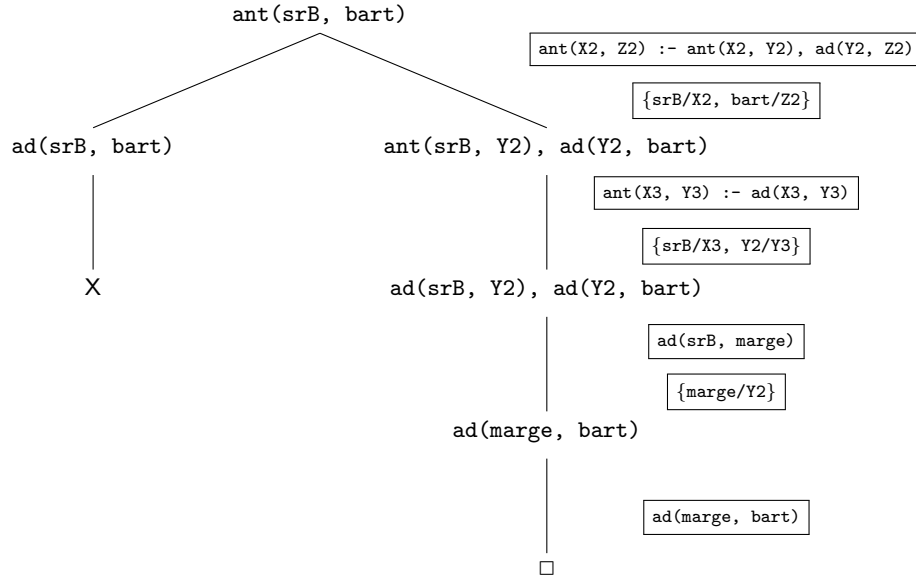 ant(srB, bart)
ant(X2, Z2) :- ant(X2, Y2), ad(Y2, Z2)
{srB/X2, bart/Z2}
ad(srB, bart)
ant(srB, Y2), ad(Y2, bart)
ant(X3, Y3) :- ad(X3, Y3)
{srB/X3, Y2/Y3}
X
ad(srB, Y2), ad(Y2, bart)
ad(srB, marge)
{marge/Y2}
ad(marge, bart)
ad(marge, bart)
□